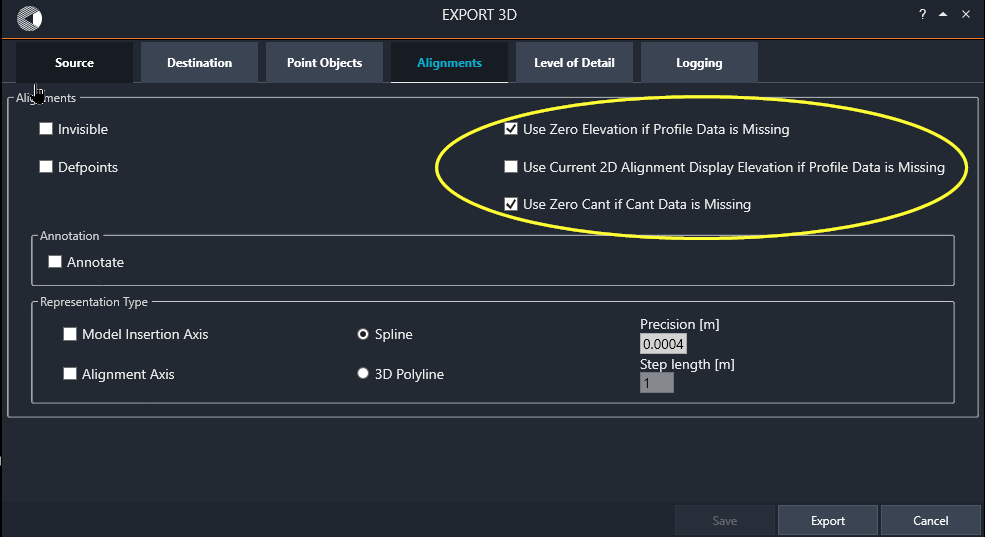 EXPORT 3D
?
Source
Destination
Point Objects
Alignments
Level of Detail
Logging
Invisible
Use Zero Elevation if Profile Data is Missing
Defpoints
Use Current 2D Alignment Display Elevation if Profile Data is Missing
Use Zero Cant if Cant Data is Missing
Annotation
Annotate
Representation Type
Model Insertion Axis
Spline
Precision [m]
0.0004
Alignment Axis
3D Polyline
Step length [m]
1
Save
Export
Cancel